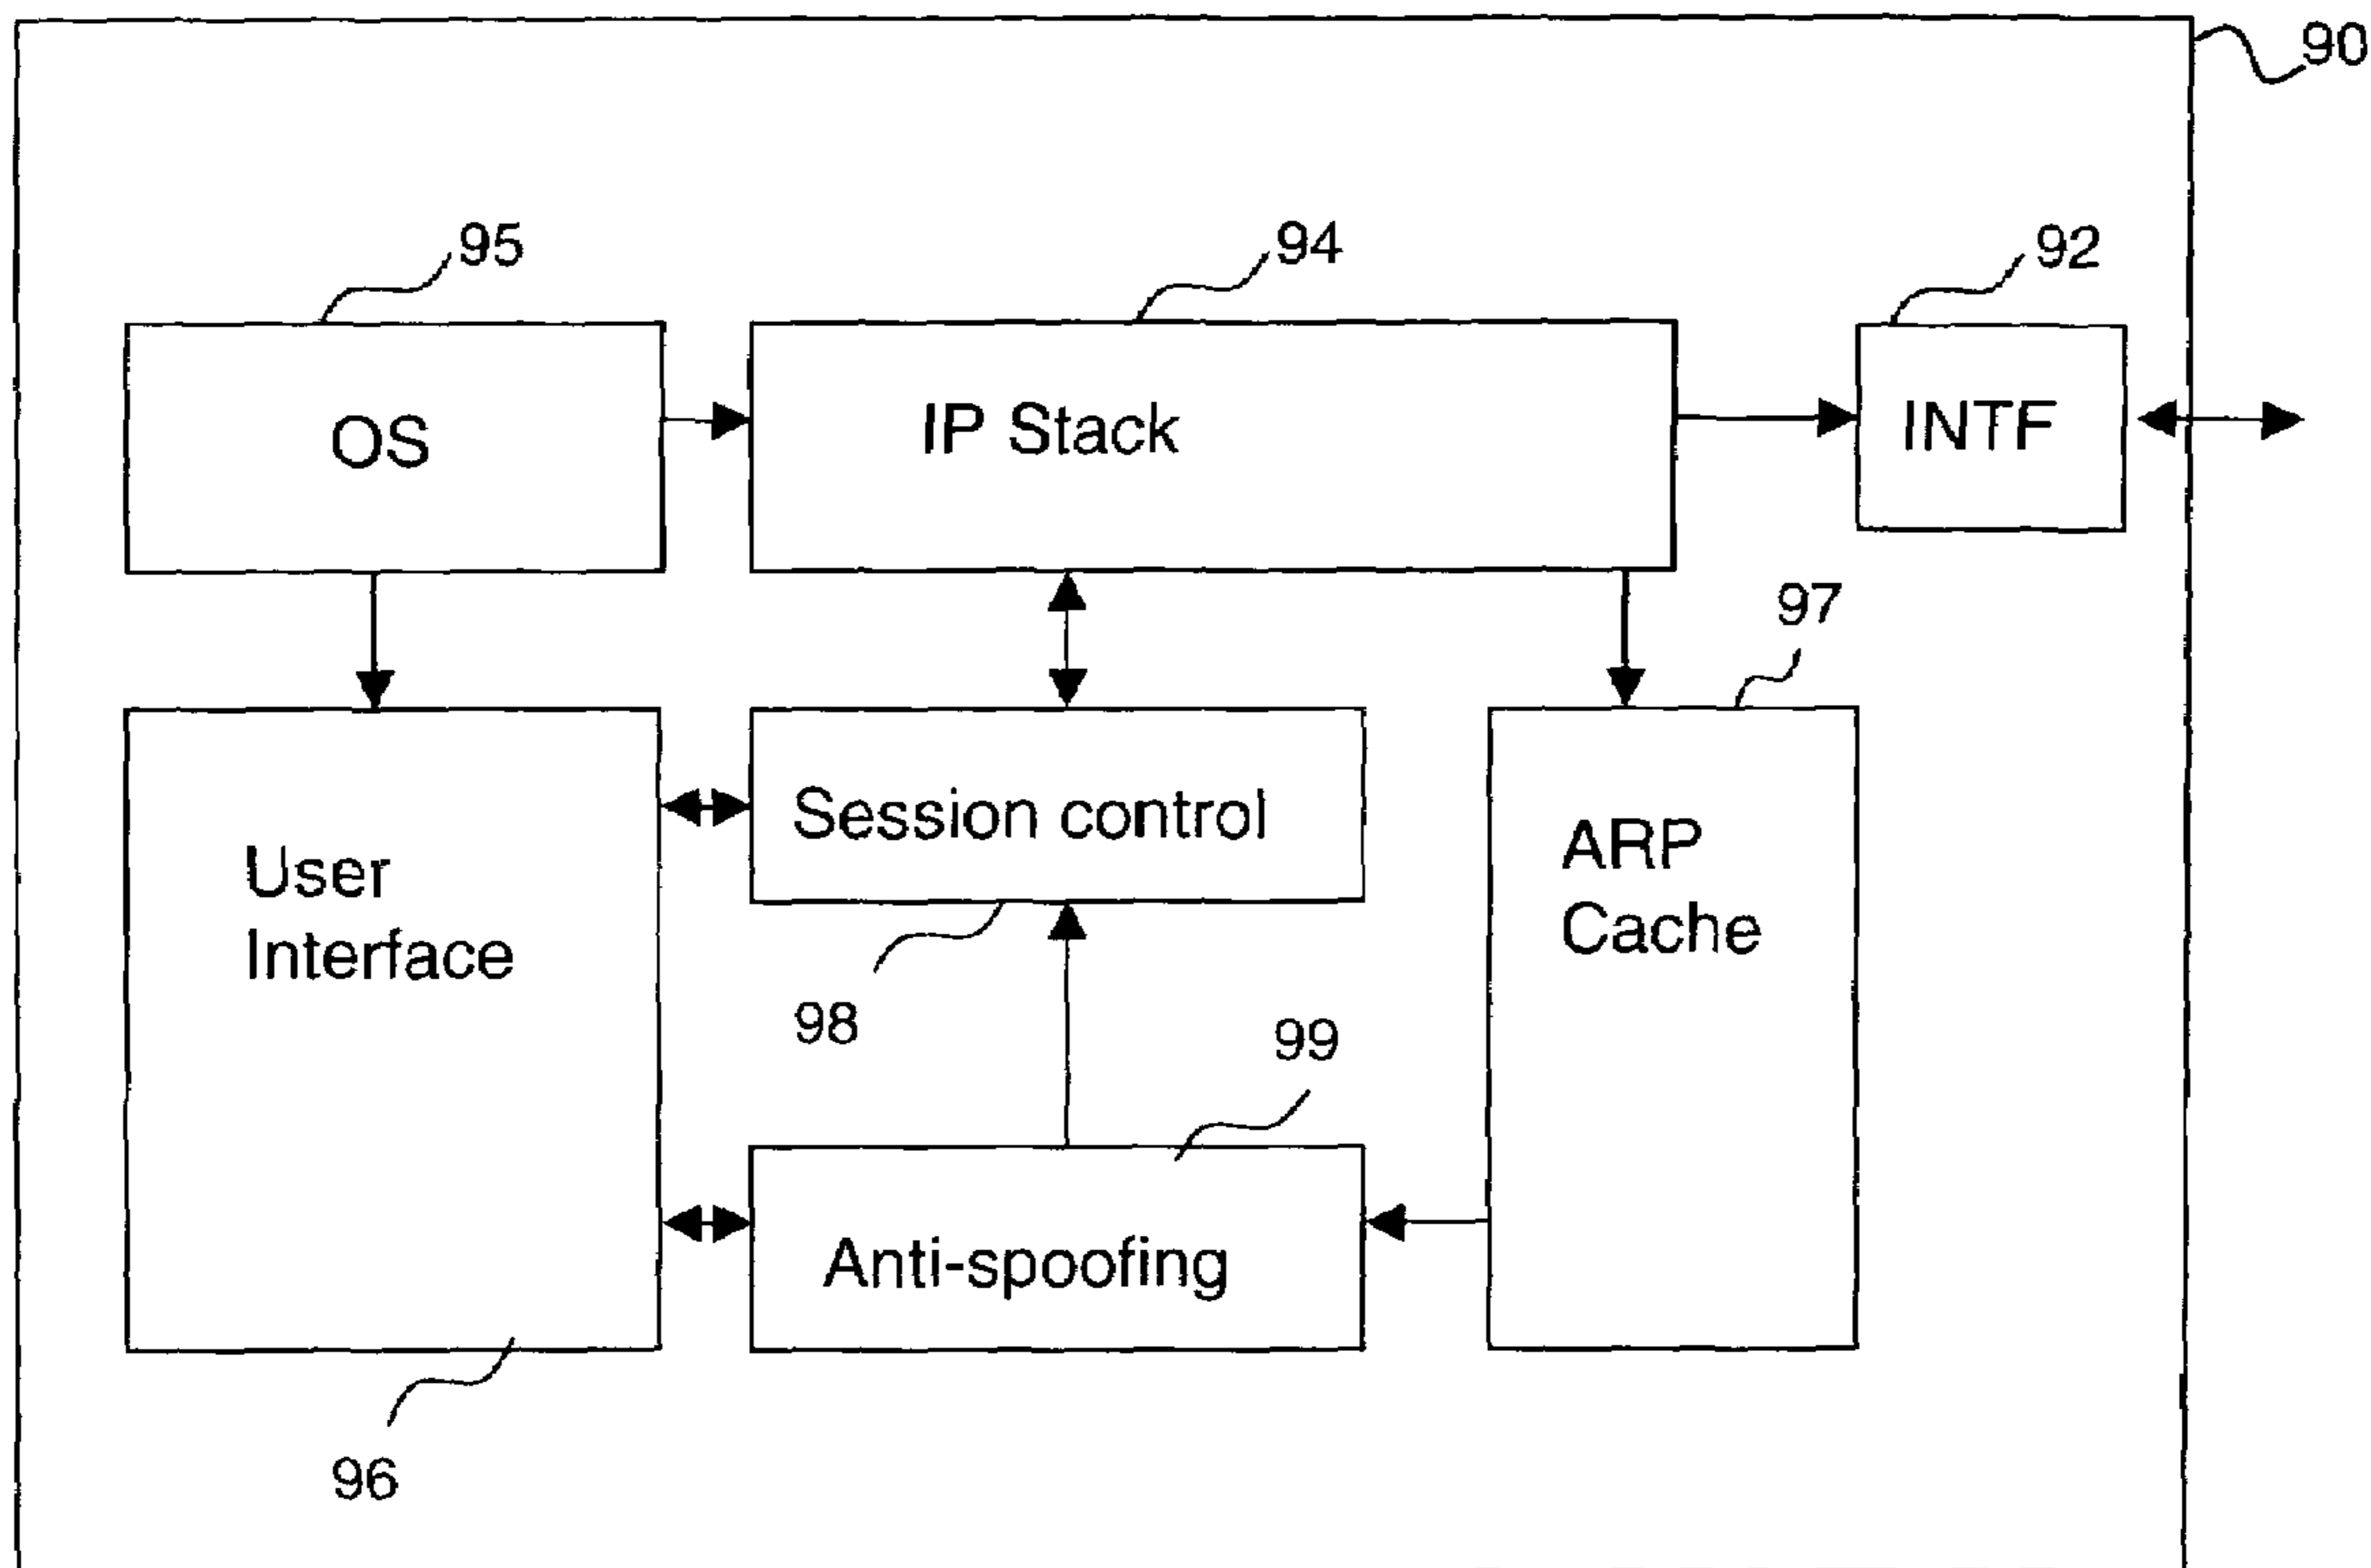 90
95
94
92
OS
IP Stack
INTF
97
User
Interface
Session control
ARP
Cache
98
99
Anti-spoofing
96